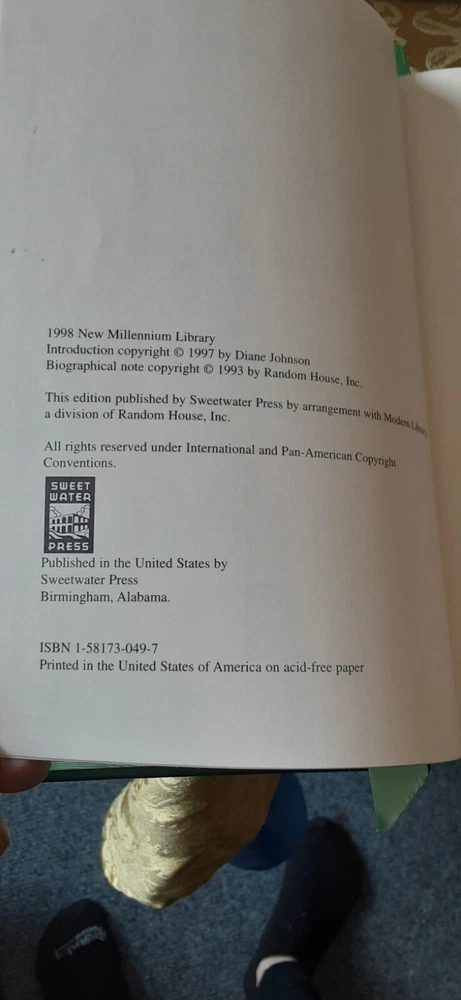 1998 New Millennium Library
Introduction copyright © 1997 by Diane Johnson
Biographical note copyright © 1993 by Random House, Inc.
This edition published by Sweetwater Press by arrangement with Modern Library,
a division of Random House, Inc.
All rights reserved under International and Pan-American Copyright
Conventions.
SWEET
WATER
PRESS
Published in the United States by
Sweetwater Press
Birmingham, Alabama.
ISBN 1-58173-049-7
Printed in the United States of America on acid-free paper